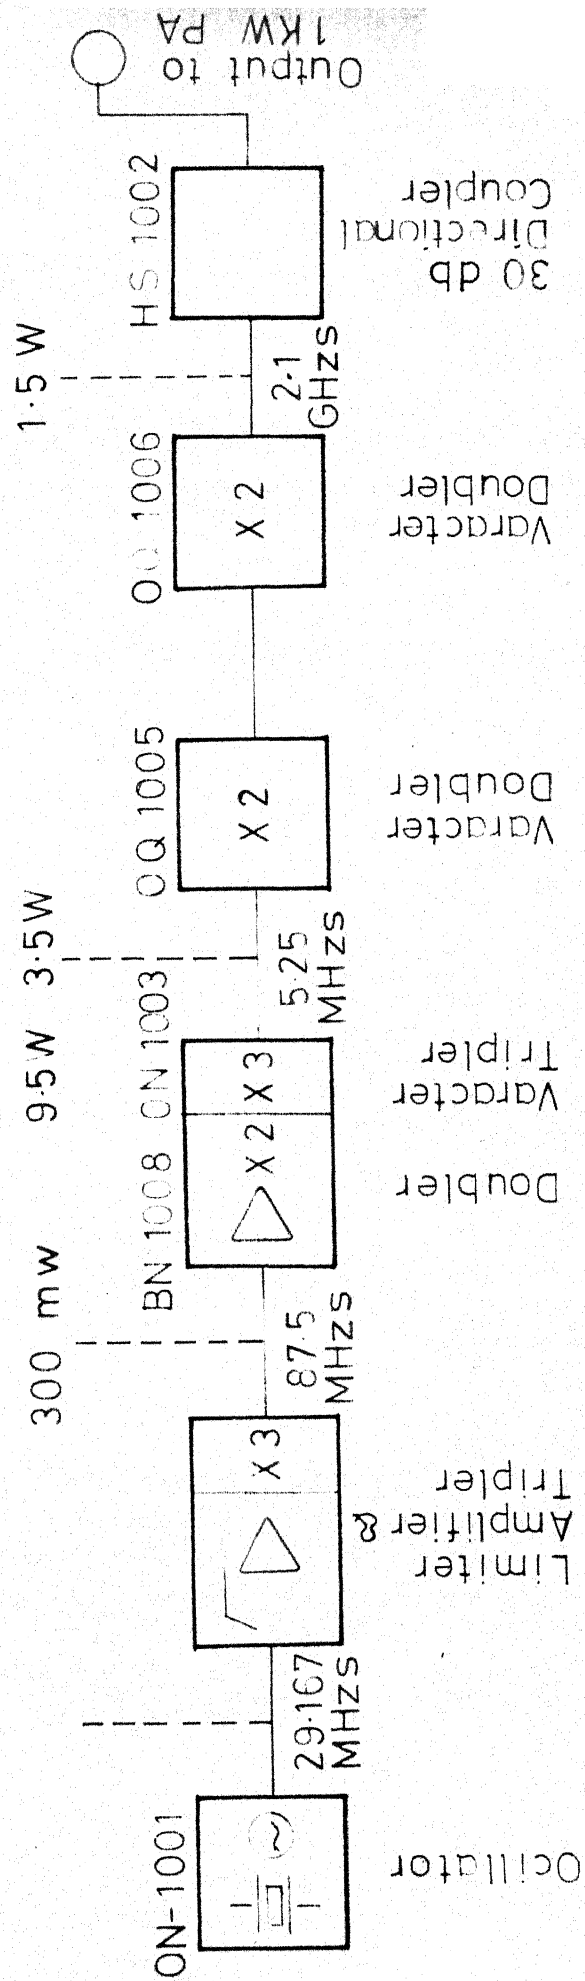 300 mw
9·5W
3·5W
1·5 W
ON-1001
BN 1008
ON 1003
OQ 1005
OQ 1006
HS 1002
X 3
X 2
X 3
X 2
X 2
29·167
MHzs
87·5
MHzs
5·25
MHzs
2·1
GHzs
Ocillator
Limiter
Amplifier &
Tripler
Doubler
Varacter
Tripler
Varacter
Doubler
Varacter
Doubler
30 db
Directional
Coupler
Output to
1KW PA